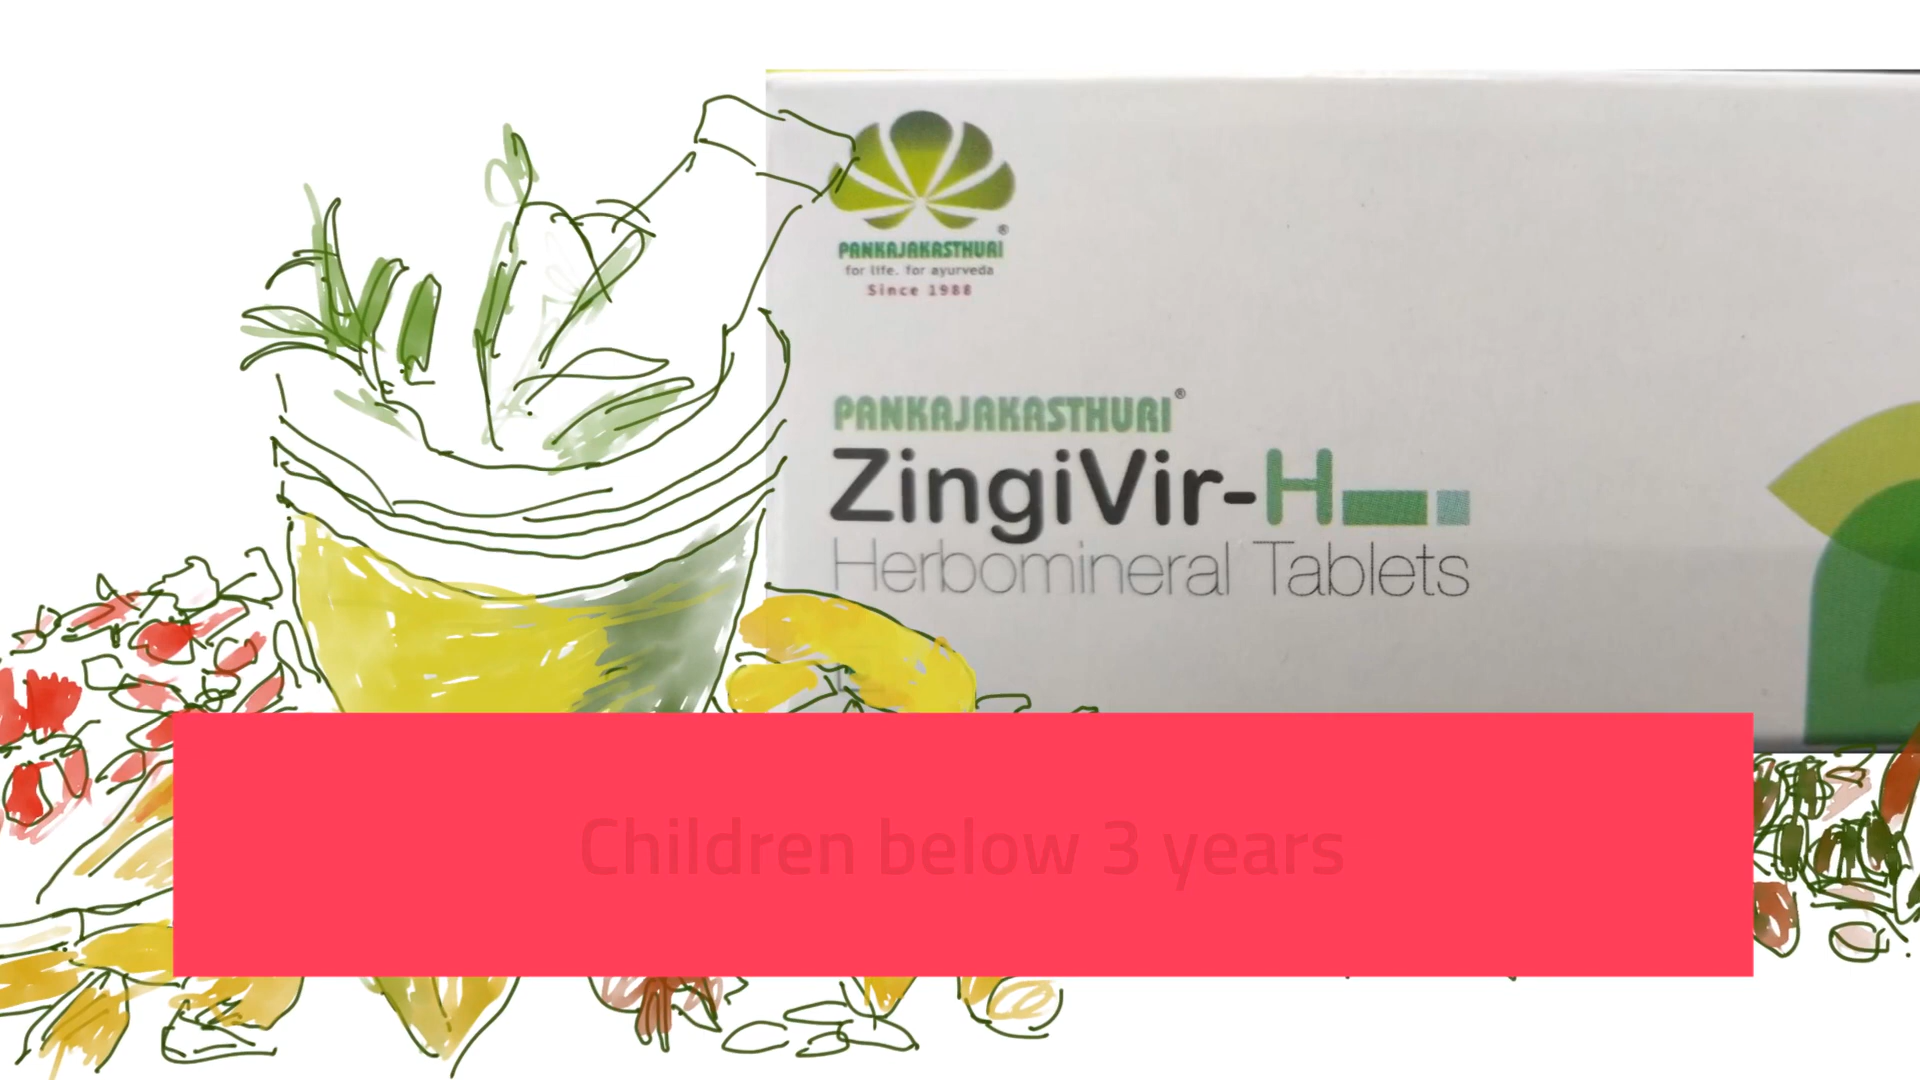 PANKAJAKASTHURI®
for life. for ayurveda
Since 1988
PANKAJAKASTHURI®
ZingiVir-H
Herbomineral Tablets
Children below 3 years